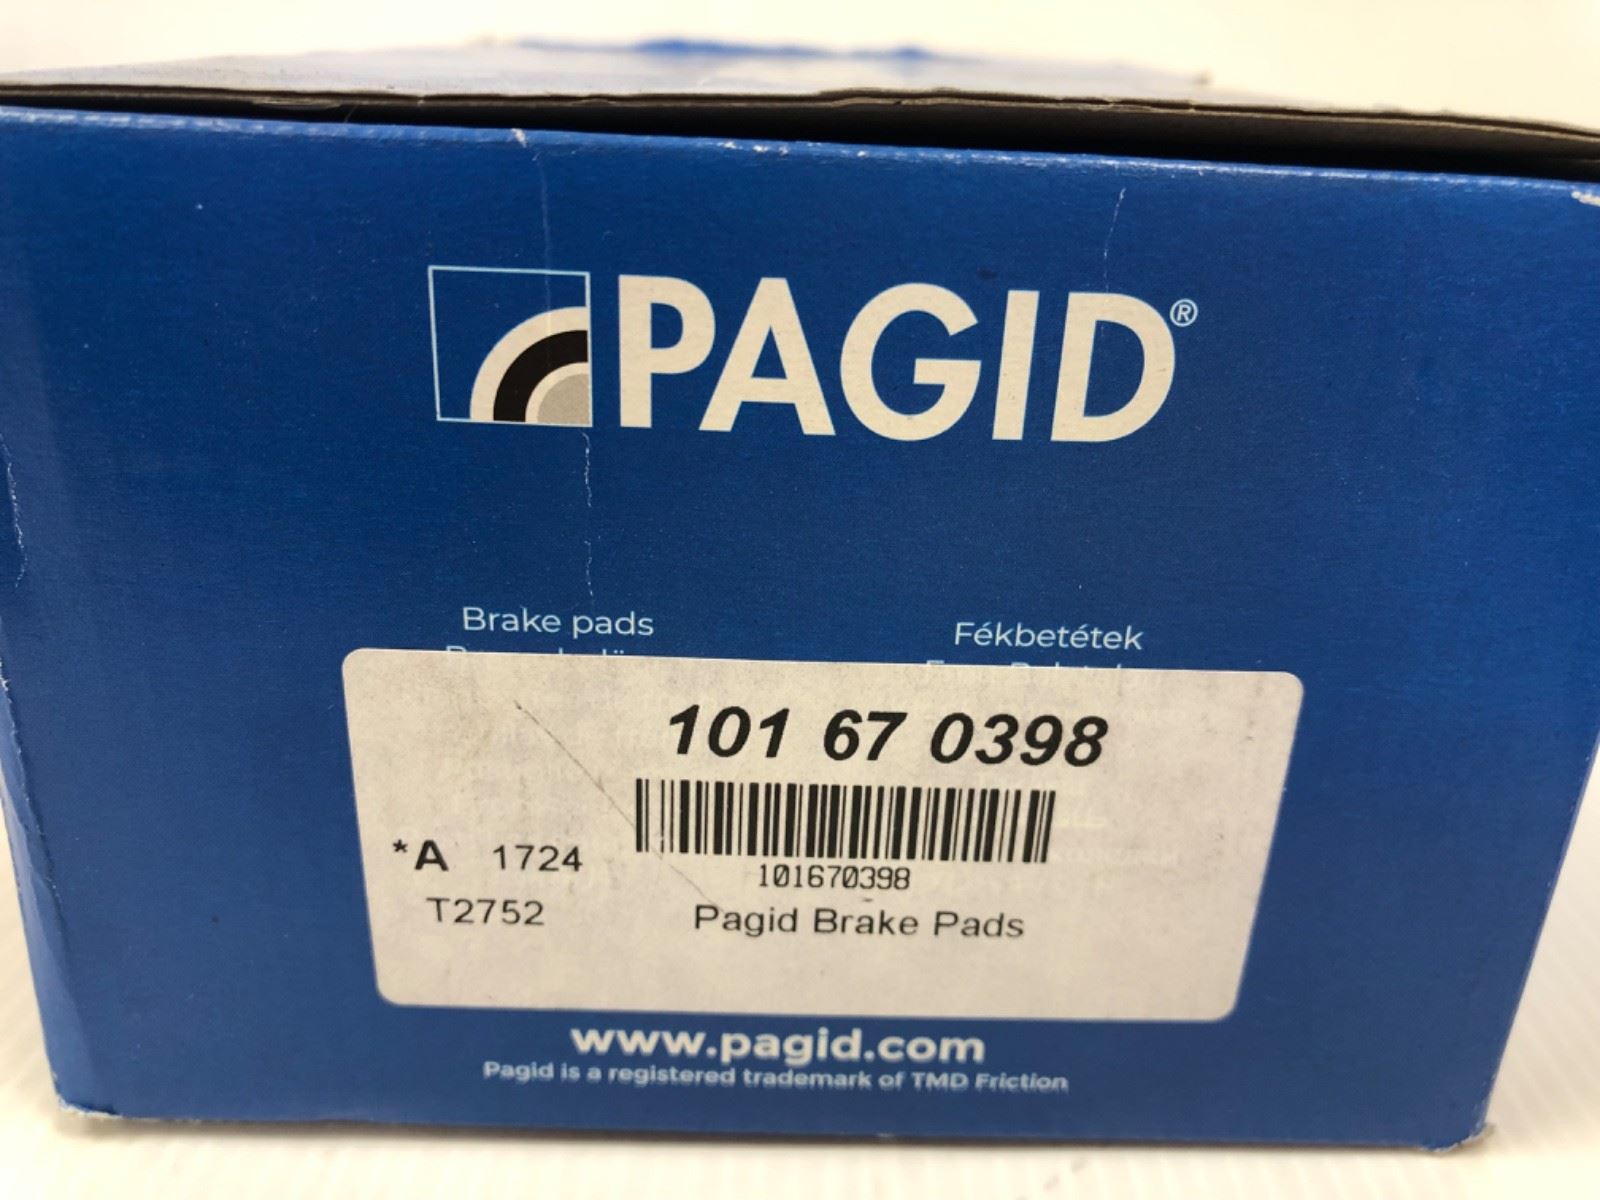 PAGID®
Brake pads
Fékbetétek
101 67 0398
101670398
*A 1724
T2752
Pagid Brake Pads
www.pagid.com
Pagid is a registered trademark of TMD Friction